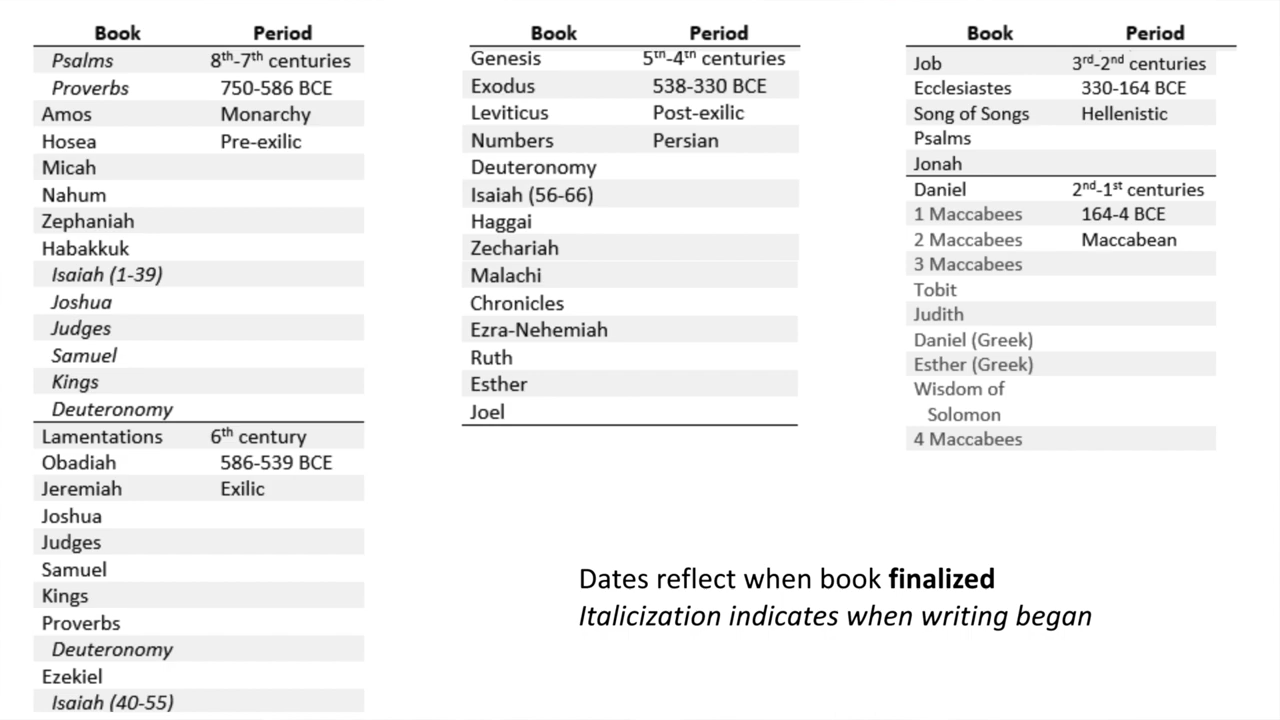 Book Period
Psalms 8th-7th centuries
Proverbs 750-586 BCE
Amos Monarchy
Hosea Pre-exilic
Micah
Nahum
Zephaniah
Habakkuk
Isaiah (1-39)
Joshua
Judges
Samuel
Kings
Deuteronomy
Lamentations 6th century
Obadiah 586-539 BCE
Jeremiah Exilic
Joshua
Judges
Samuel
Kings
Proverbs
Deuteronomy
Ezekiel
Isaiah (40-55)
Book Period
Genesis 5th-4th centuries
Exodus 538-330 BCE
Leviticus Post-exilic
Numbers Persian
Deuteronomy
Isaiah (56-66)
Haggai
Zechariah
Malachi
Chronicles
Ezra-Nehemiah
Ruth
Esther
Joel
Book Period
Job 3rd-2nd centuries
Ecclesiastes 330-164 BCE
Song of Songs Hellenistic
Psalms
Jonah
Daniel 2nd-1st centuries
1 Maccabees 164-4 BCE
2 Maccabees Maccabean
3 Maccabees
Tobit
Judith
Daniel (Greek)
Esther (Greek)
Wisdom of
Solomon
4 Maccabees
Dates reflect when book finalized
Italicization indicates when writing began